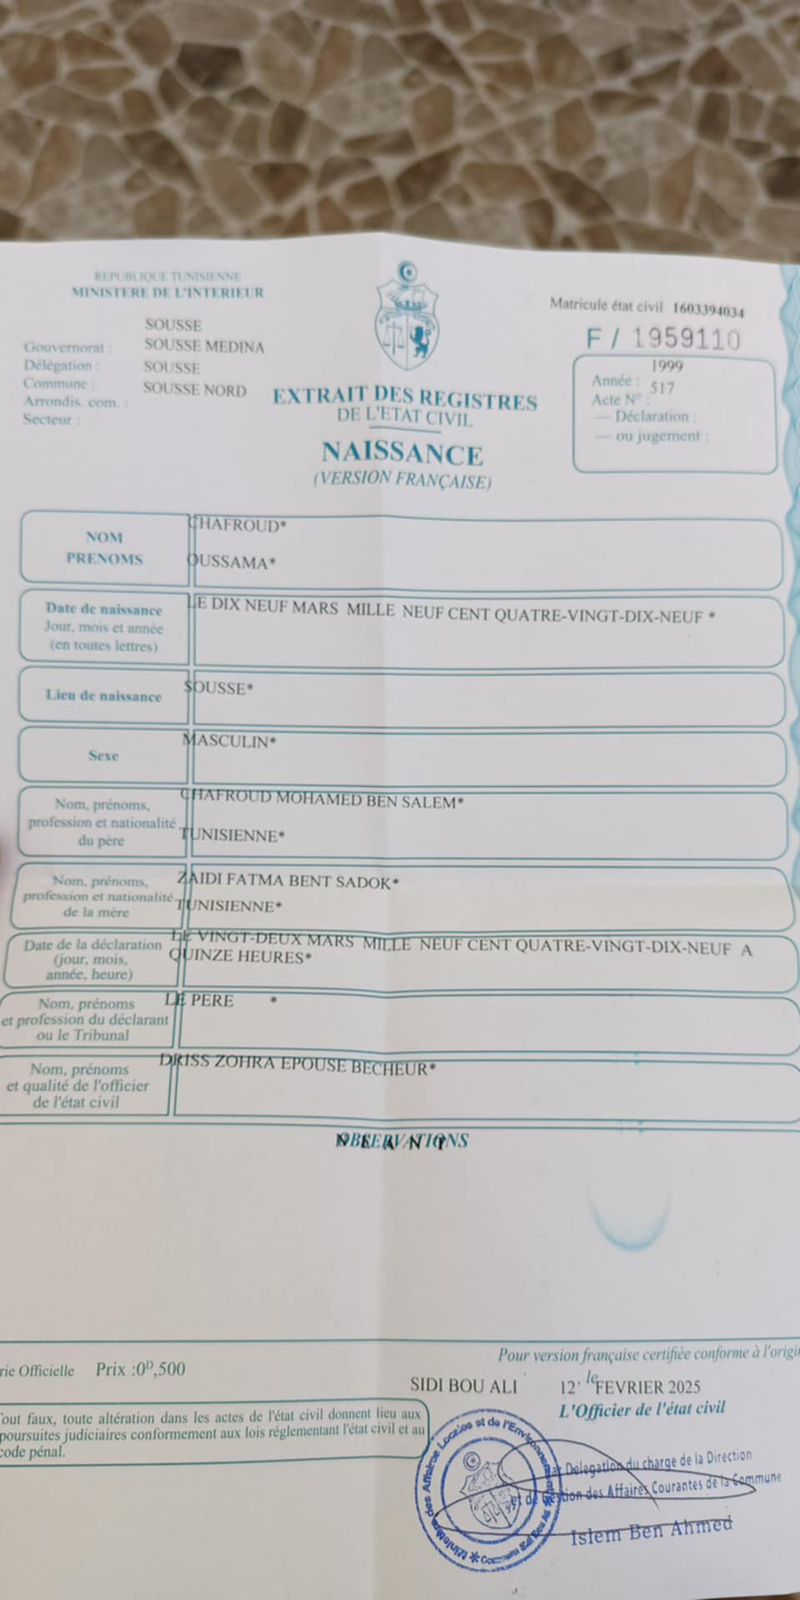 REPUBLIQUE TUNISIENNE
MINISTERE DE L'INTERIEUR
Gouvernorat : SOUSSE
Délégation : SOUSSE MEDINA
Commune : SOUSSE
Arrondis. com. : SOUSSE NORD
Secteur :
Matricule état civil 1603394034
F / 1959110
Année : 1999
Acte N° : 517
— Déclaration :
— ou jugement :
EXTRAIT DES REGISTRES
DE L'ETAT CIVIL
NAISSANCE
(VERSION FRANÇAISE)
NOM CHAFROUD*
PRENOMS OUSSAMA*
Date de naissance
Jour, mois et année
(en toutes lettres)
LE DIX NEUF MARS MILLE NEUF CENT QUATRE-VINGT-DIX-NEUF *
Lieu de naissance SOUSSE*
Sexe MASCULIN*
Nom, prénoms,
profession et nationalité
du père
CHAFROUD MOHAMED BEN SALEM*
TUNISIENNE*
Nom, prénoms,
profession et nationalité
de la mère
ZAIDI FATMA BENT SADOK*
TUNISIENNE*
Date de la déclaration
(jour, mois,
année, heure)
LE VINGT-DEUX MARS MILLE NEUF CENT QUATRE-VINGT-DIX-NEUF A
QUINZE HEURES*
Nom, prénoms
et profession du déclarant
ou le Tribunal
LE PERE *
Nom, prénoms
et qualité de l'officier
de l'état civil
DRISS ZOHRA EPOUSE BECHEUR*
OBSERVATIONS
Pour version française certifiée conforme à l'origin
rie Officielle Prix :0ᴰ,500
SIDI BOU ALI le 12 FEVRIER 2025
L'Officier de l'état civil
Tout faux, toute altération dans les actes de l'état civil donnent lieu aux
poursuites judiciaires conformement aux lois réglementant l'état civil et au
code pénal.
Ministère des Affaires Locales et de l'Environnement
Délégation du charge de la Direction
des Affaires Courantes de la Commune
Islem Ben Ahmed